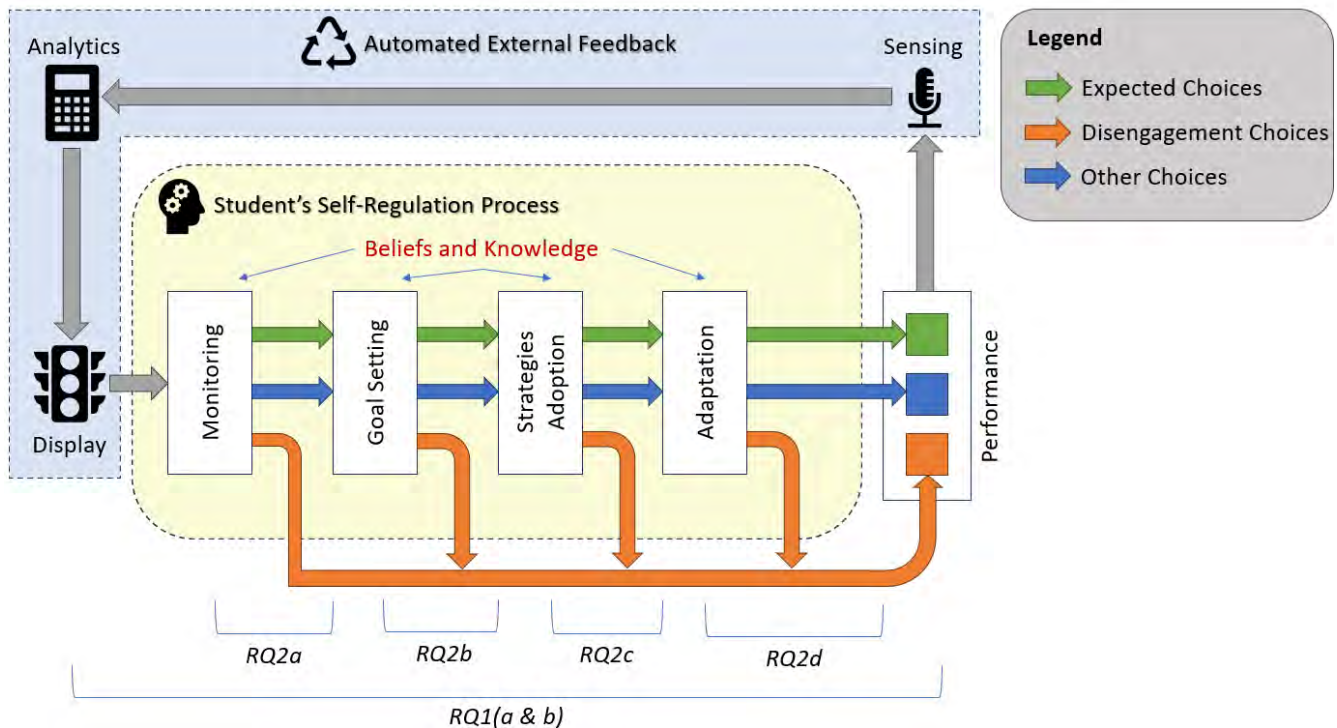 Analytics
Automated External Feedback
Sensing
Legend
Expected Choices
Disengagement Choices
Other Choices
Student's Self-Regulation Process
Beliefs and Knowledge
Monitoring
Goal Setting
Strategies
Adoption
Adaptation
Performance
Display
RQ2a
RQ2b
RQ2c
RQ2d
RQ1(a & b)